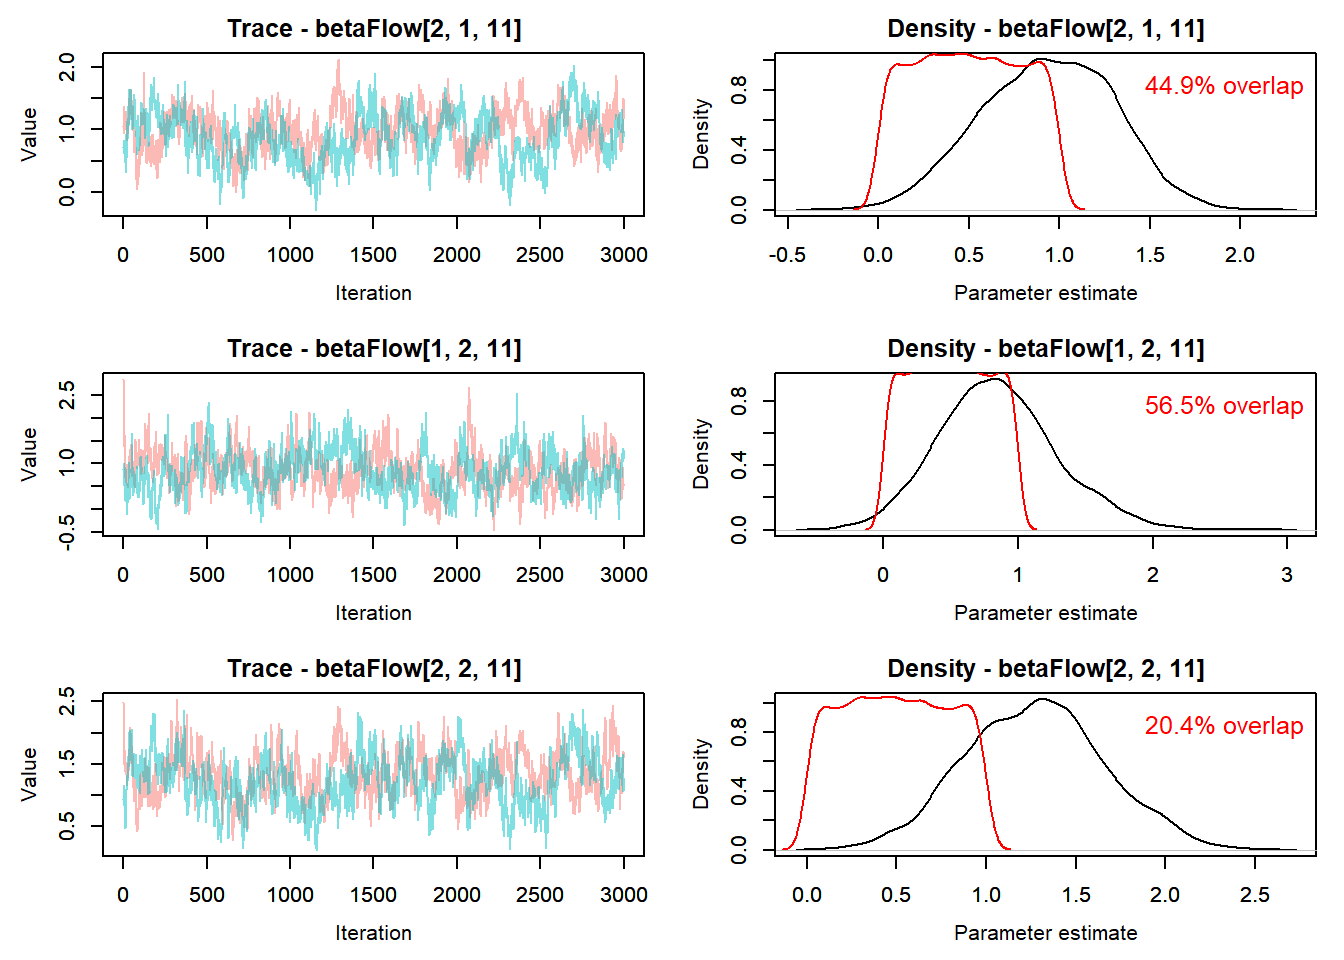 Trace - betaFlow[2, 1, 11]
Value
0.0 1.0 2.0
0 500 1000 1500 2000 2500 3000
Iteration
Density - betaFlow[2, 1, 11]
44.9% overlap
Density
0.0 0.4 0.8
-0.5 0.0 0.5 1.0 1.5 2.0
Parameter estimate
Trace - betaFlow[1, 2, 11]
Value
-0.5 1.0 2.5
0 500 1000 1500 2000 2500 3000
Iteration
Density - betaFlow[1, 2, 11]
56.5% overlap
Density
0.0 0.4 0.8
0 1 2 3
Parameter estimate
Trace - betaFlow[2, 2, 11]
Value
0.5 1.5 2.5
0 500 1000 1500 2000 2500 3000
Iteration
Density - betaFlow[2, 2, 11]
20.4% overlap
Density
0.0 0.4 0.8
0.0 0.5 1.0 1.5 2.0 2.5
Parameter estimate